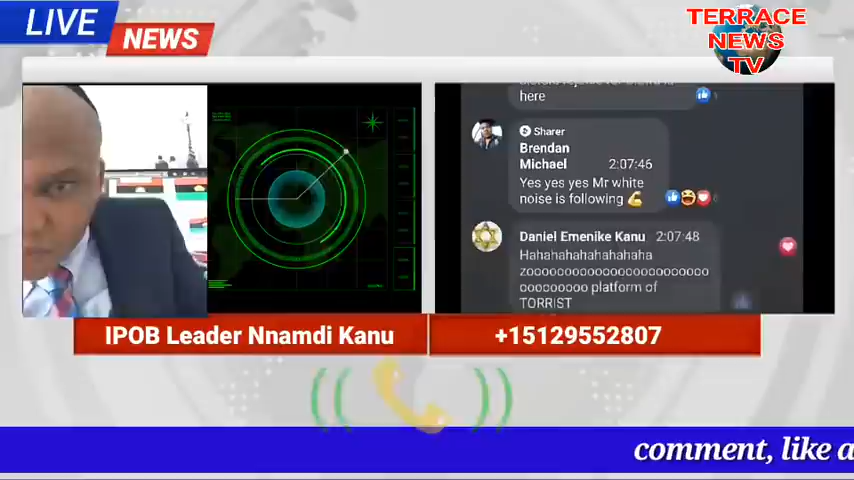 LIVE
NEWS
TERRACE
NEWS
TV
here
Sharer
Brendan
Michael 2:07:46
Yes yes yes Mr white
noise is following 💪
Daniel Emenike Kanu 2:07:48
Hahahahahahahaha
zooooooooooooooooooooooo
ooooooooo platform of
TORRIST
IPOB Leader Nnamdi Kanu
+15129552807
comment, like a